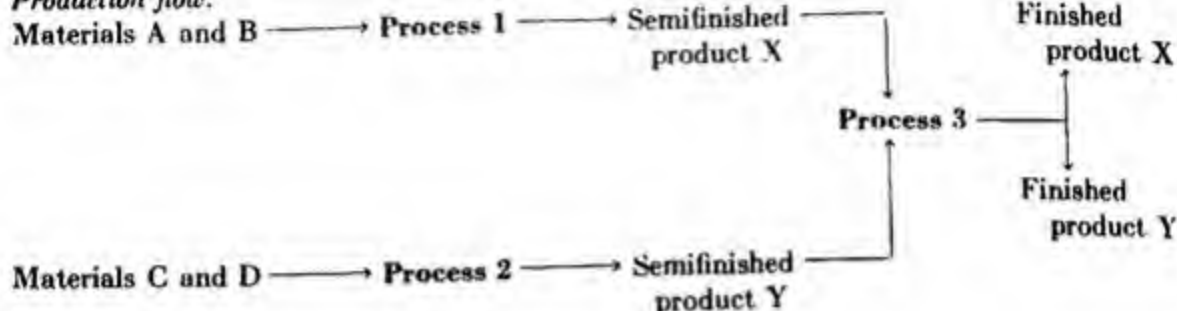 Production flow:
Materials A and B
Process 1
Semifinished
product X
Finished
product X
Process 3
Finished
product Y
Materials C and D
Process 2
Semifinished
product Y